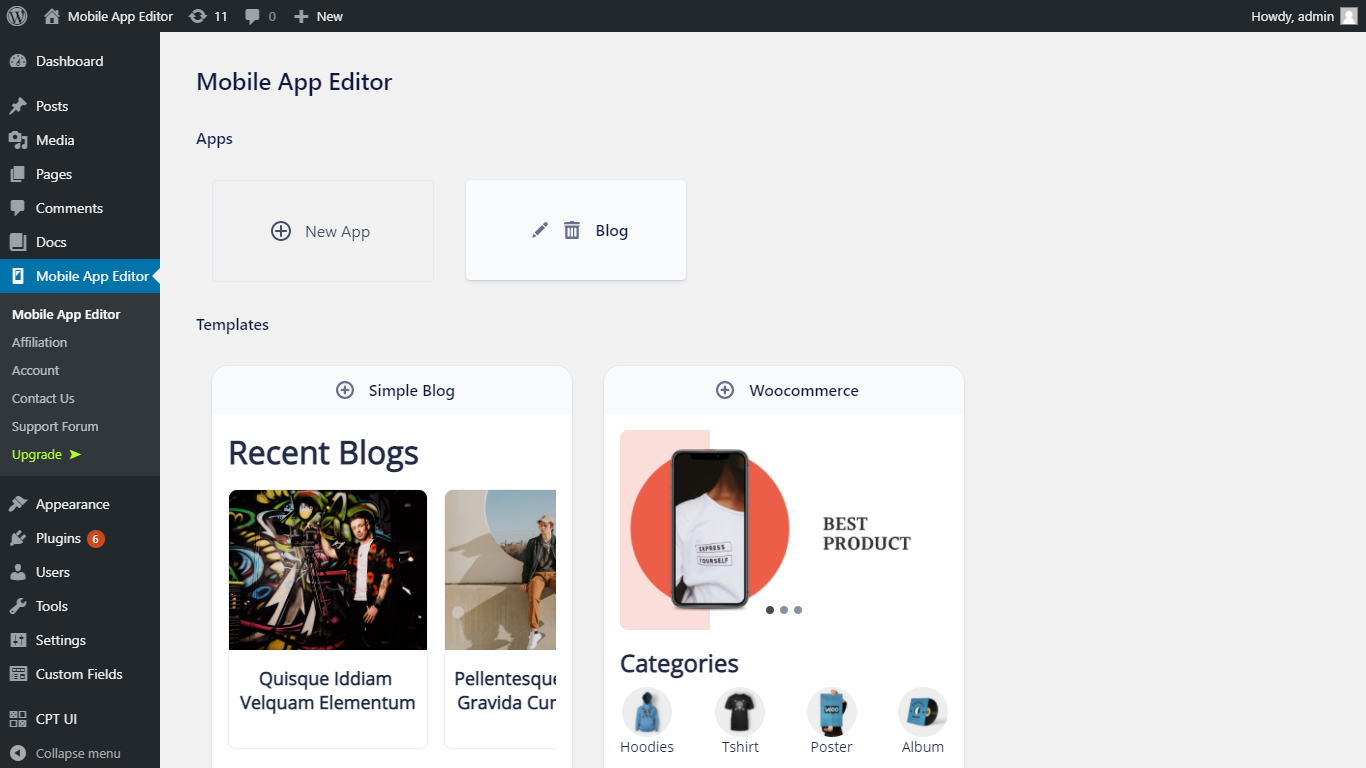 Mobile App Editor
11
0
New
Howdy, admin
Dashboard
Posts
Media
Pages
Comments
Docs
Mobile App Editor
Mobile App Editor
Affiliation
Account
Contact Us
Support Forum
Upgrade ➤
Appearance
Plugins 6
Users
Tools
Settings
Custom Fields
CPT UI
Collapse menu
Mobile App Editor
Apps
New App
Blog
Templates
Simple Blog
Recent Blogs
Quisque Iddiam
Velquam Elementum
Pellentesque
Gravida Cur
Woocommerce
EXPRESS
YOURSELF
BEST
PRODUCT
Categories
WOO
Hoodies
Tshirt
Poster
Album